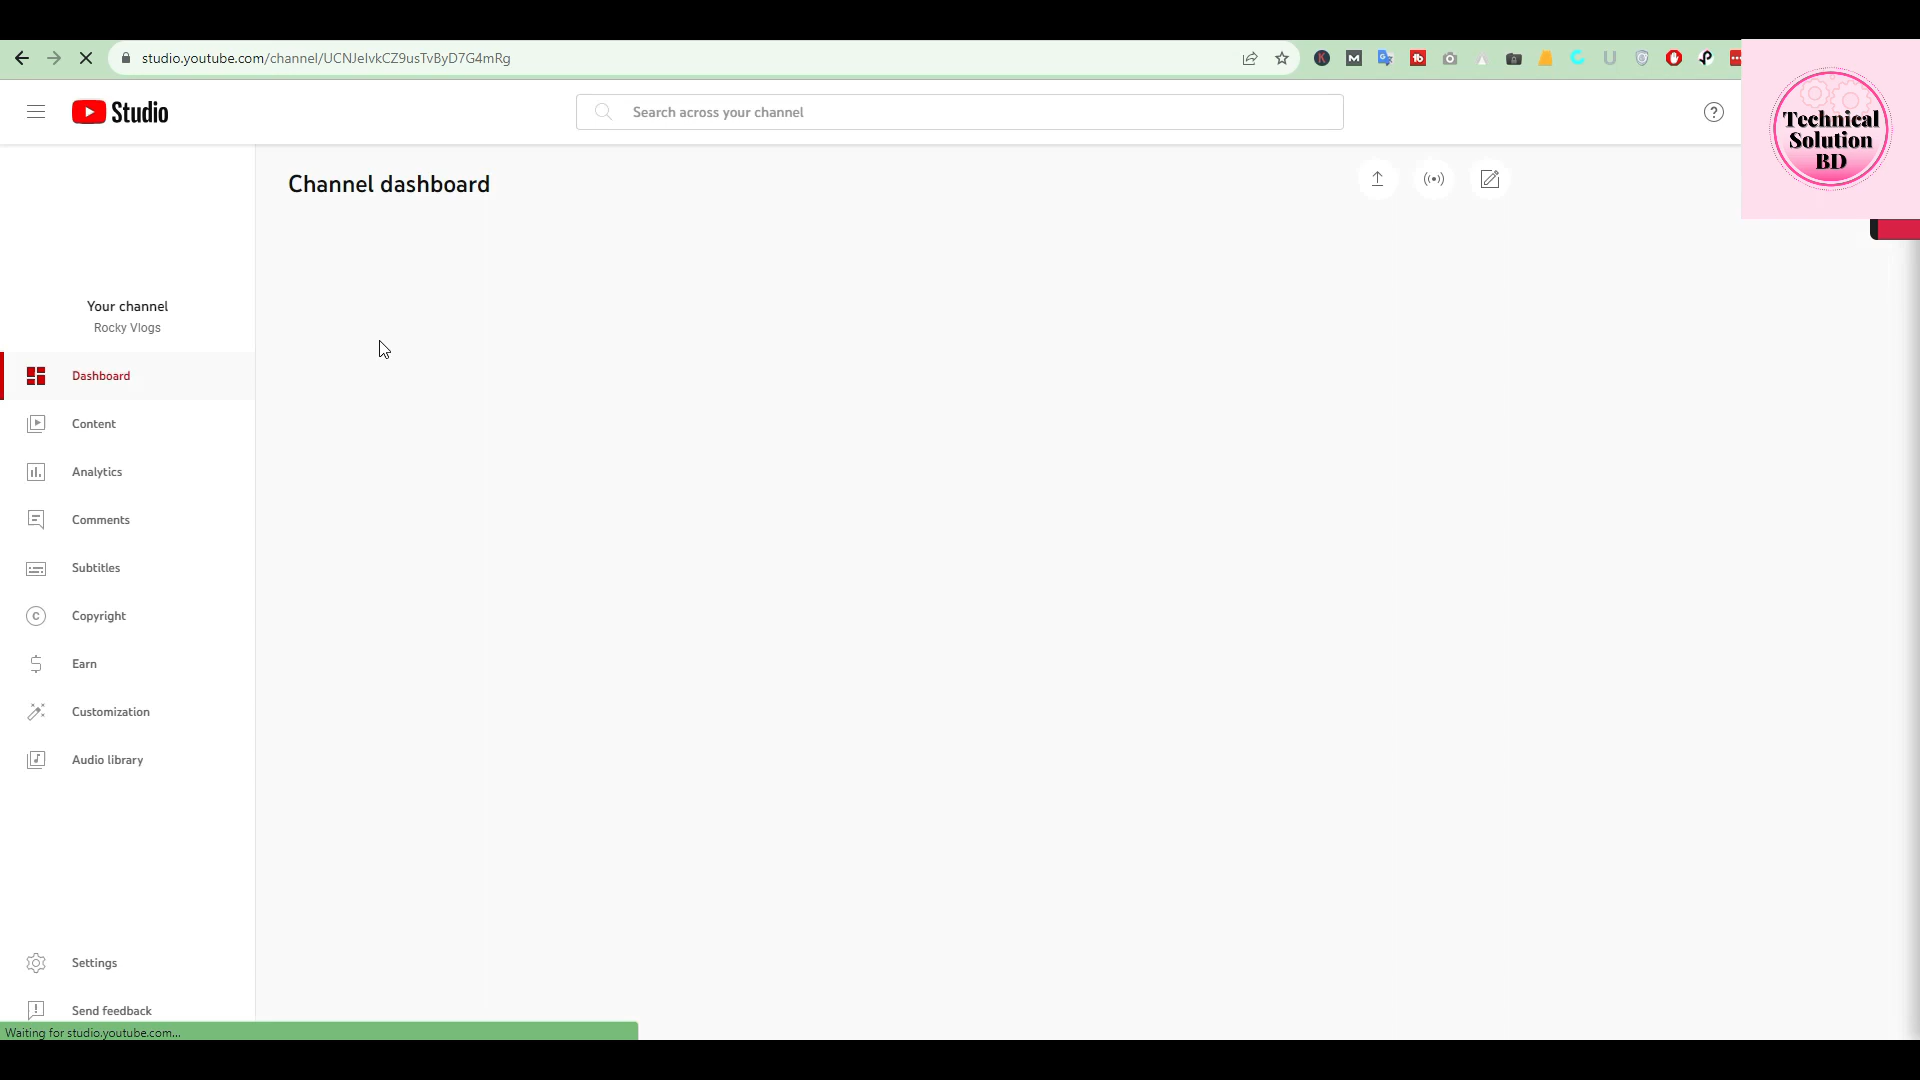 studio.youtube.com/channel/UCNJeIvkCZ9usTvByD7G4mRg
Studio
Search across your channel
Technical
Solution
BD
Channel dashboard
Your channel
Rocky Vlogs
Dashboard
Content
Analytics
Comments
Subtitles
Copyright
Earn
Customization
Audio library
Settings
Send feedback
Waiting for studio.youtube.com...